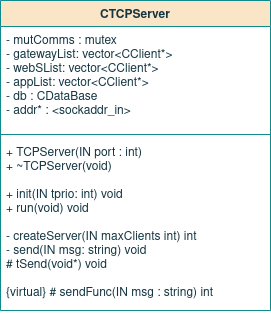 CTCPServer
- mutComms : mutex
- gatewayList: vector<CClient*>
- webSList: vector<CClient*>
- appList: vector<CClient*>
- db : CDataBase
- addr* : <sockaddr_in>
+ TCPServer(IN port : int)
+ ~TCPServer(void)
+ init(IN tprio: int) void
+ run(void) void
- createServer(IN maxClients int) int
- send(IN msg: string) void
# tSend(void*) void
{virtual} # sendFunc(IN msg : string) int